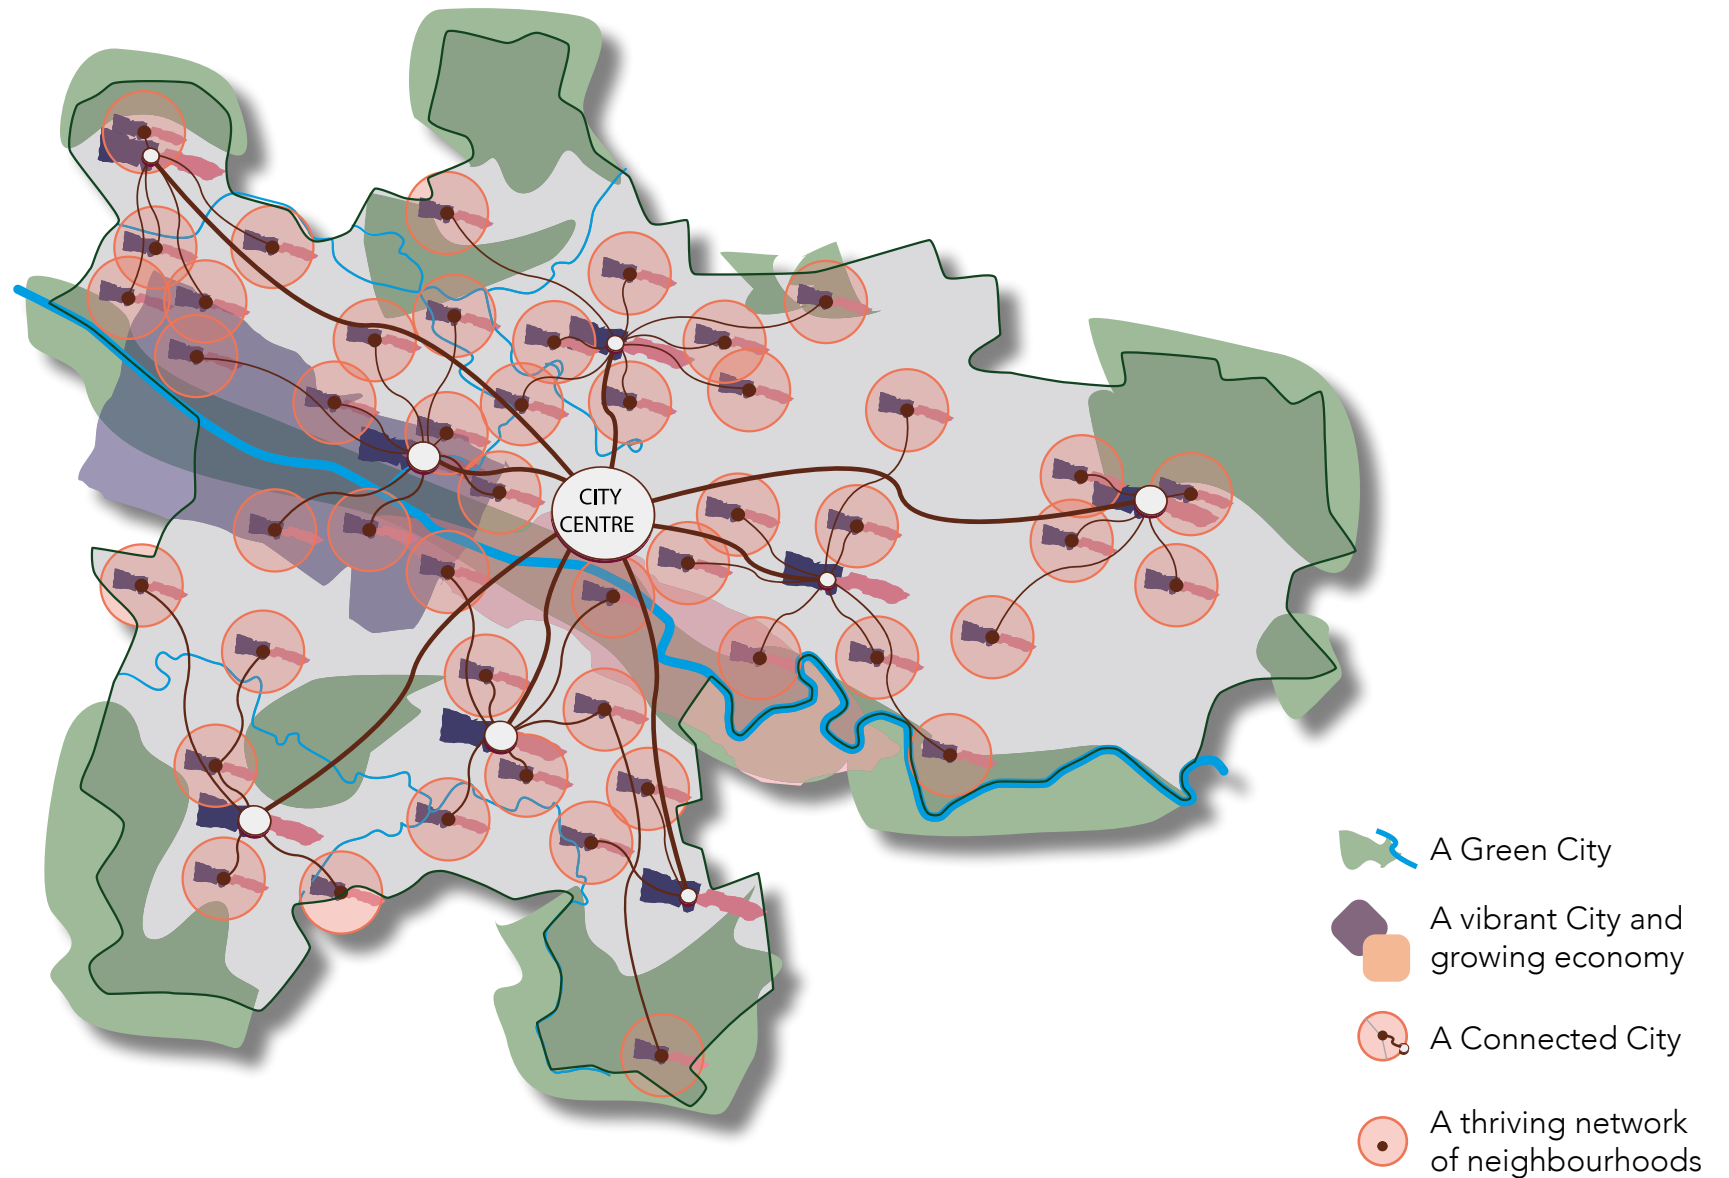 CITY
CENTRE
A Green City
A vibrant City and
growing economy
A Connected City
A thriving network
of neighbourhoods